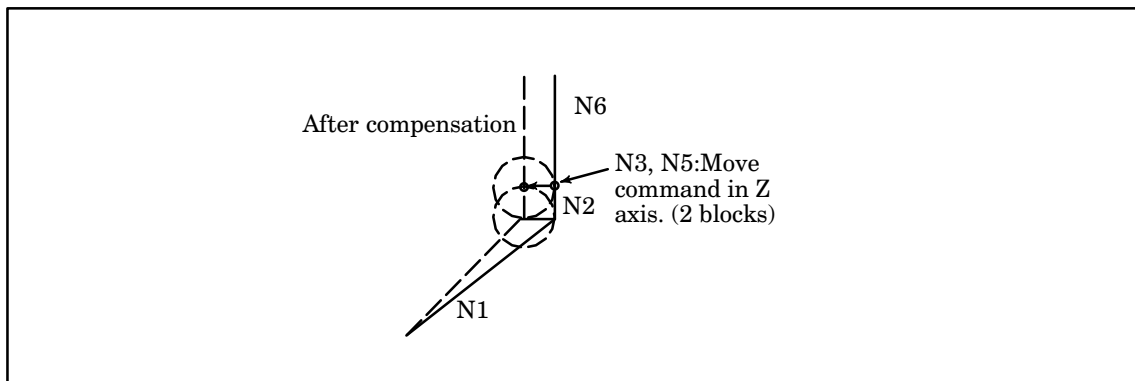 N6
After compensation
N3, N5:Move
command in Z
axis. (2 blocks)
N2
N1